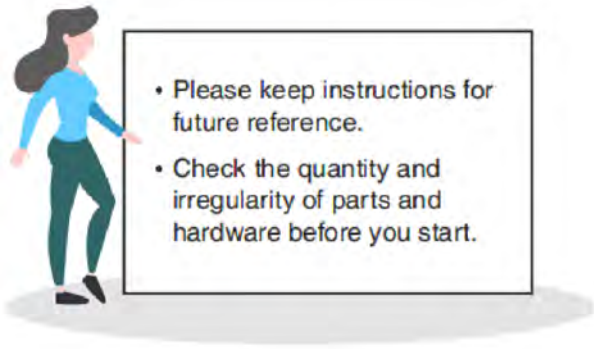 • Please keep instructions for
future reference.
• Check the quantity and
irregularity of parts and
hardware before you start.